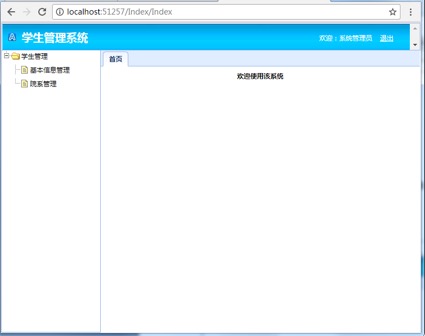 localhost:51257/Index/Index
学生管理系统
欢迎：系统管理员 退出
学生管理
基本信息管理
院系管理
首页
欢迎使用该系统